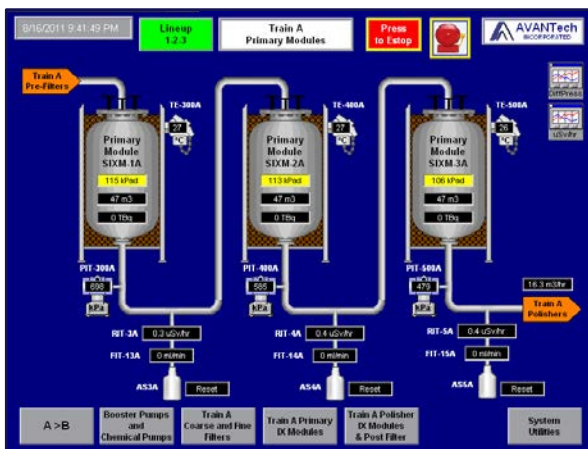 8/16/2011 9:41:49 PM
Lineup
1-2-3
Train A
Primary Modules
Press
to Estop
AVANTech
INCORPORATED
Train A
Pre-Filters
TE-300A
27
°C
TE-400A
27
°C
TE-500A
26
°C
DiffPress
uSv/hr
Primary
Module
SIXM-1A
115 kPad
47 m3
0 TBq
Primary
Module
SIXM-2A
113 kPad
47 m3
0 TBq
Primary
Module
SIXM-3A
106 kPad
47 m3
0 TBq
PIT-300A
698
kPa
PIT-400A
585
kPa
PIT-500A
479
kPa
16.3 m3/hr
Train A
Polishers
RIT-3A
0.3 uSv/hr
RIT-4A
0.4 uSv/hr
RIT-5A
0.4 uSv/hr
FIT-13A
0 ml/min
FIT-14A
0 ml/min
FIT-15A
0 ml/min
AS3A
Reset
AS4A
Reset
AS5A
Reset
A >B
Booster Pumps
and
Chemical Pumps
Train A
Coarse and Fine
Filters
Train A Primary
IX Modules
Train A Polisher
IX Modules
& Post Filter
System
Utilities